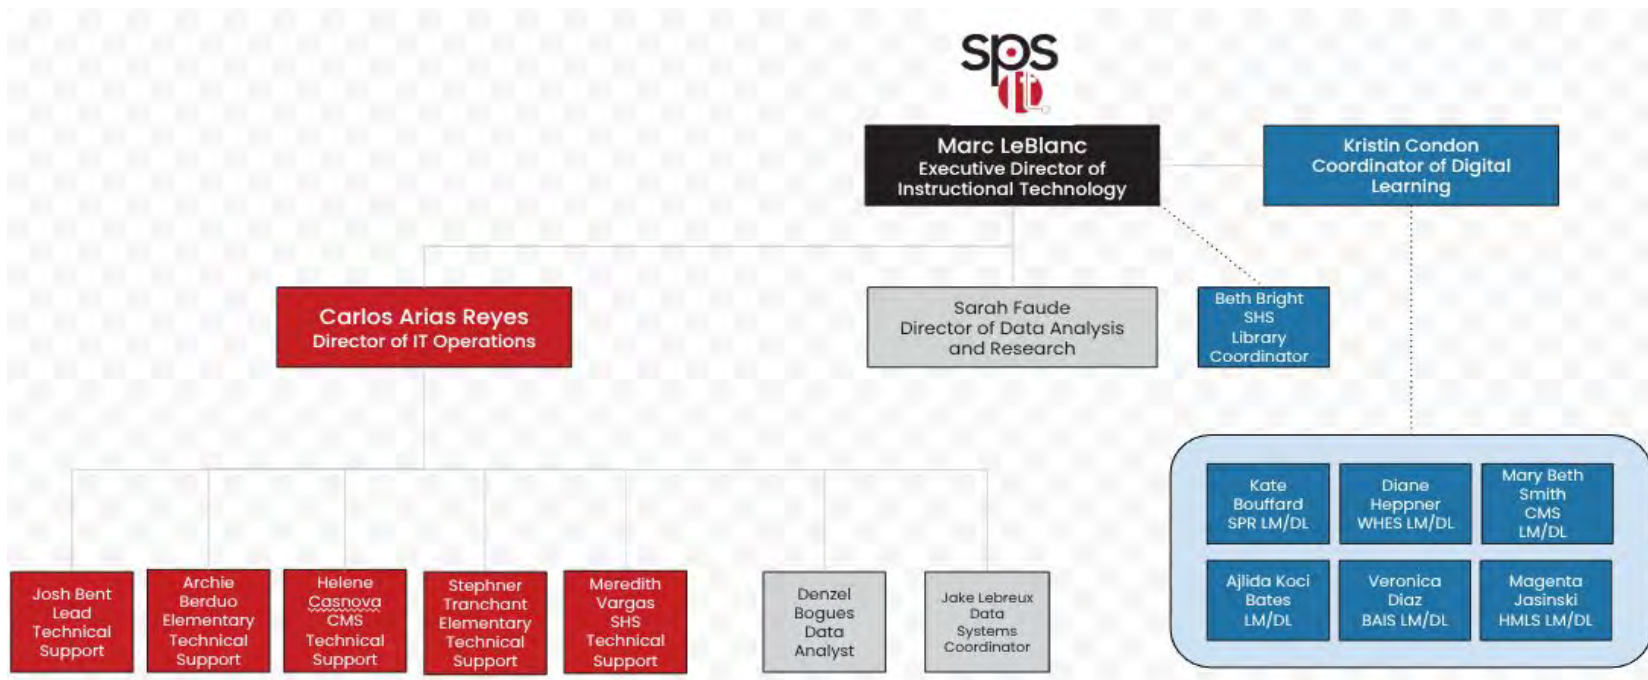 sps
it
Marc LeBlanc
Executive Director of
Instructional Technology
Kristin Condon
Coordinator of Digital
Learning
Carlos Arias Reyes
Director of IT Operations
Sarah Faude
Director of Data Analysis
and Research
Beth Bright
SHS
Library
Coordinator
Kate
Bouffard
SPR LM/DL
Diane
Heppner
WHES LM/DL
Mary Beth
Smith
CMS
LM/DL
Ajlida Koci
Bates
LM/DL
Veronica
Diaz
BAIS LM/DL
Magenta
Jasinski
HMLS LM/DL
Josh Bent
Lead
Technical
Support
Archie
Berduo
Elementary
Technical
Support
Helene
Casnova
CMS
Technical
Support
Stephner
Tranchant
Elementary
Technical
Support
Meredith
Vargas
SHS
Technical
Support
Denzel
Bogues
Data
Analyst
Jake Lebreux
Data
Systems
Coordinator